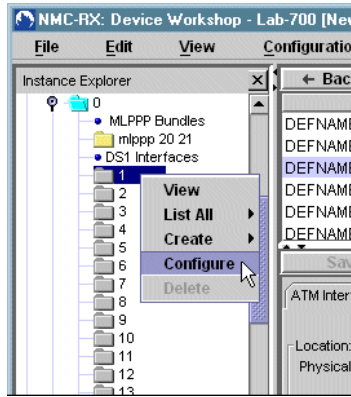 NMC-RX: Device Workshop - Lab-700 [Nev
File Edit View Configuratio
Instance Explorer
← Bac
0
MLPPP Bundles
mlppp 20 21
DS1 Interfaces
1
2
3
4
5
6
7
8
9
10
11
12
13
View
List All
Create
Configure
Delete
DEFNAME
DEFNAME
DEFNAME
DEFNAME
DEFNAME
DEFNAME
Sav
ATM Inter
Location:
Physical